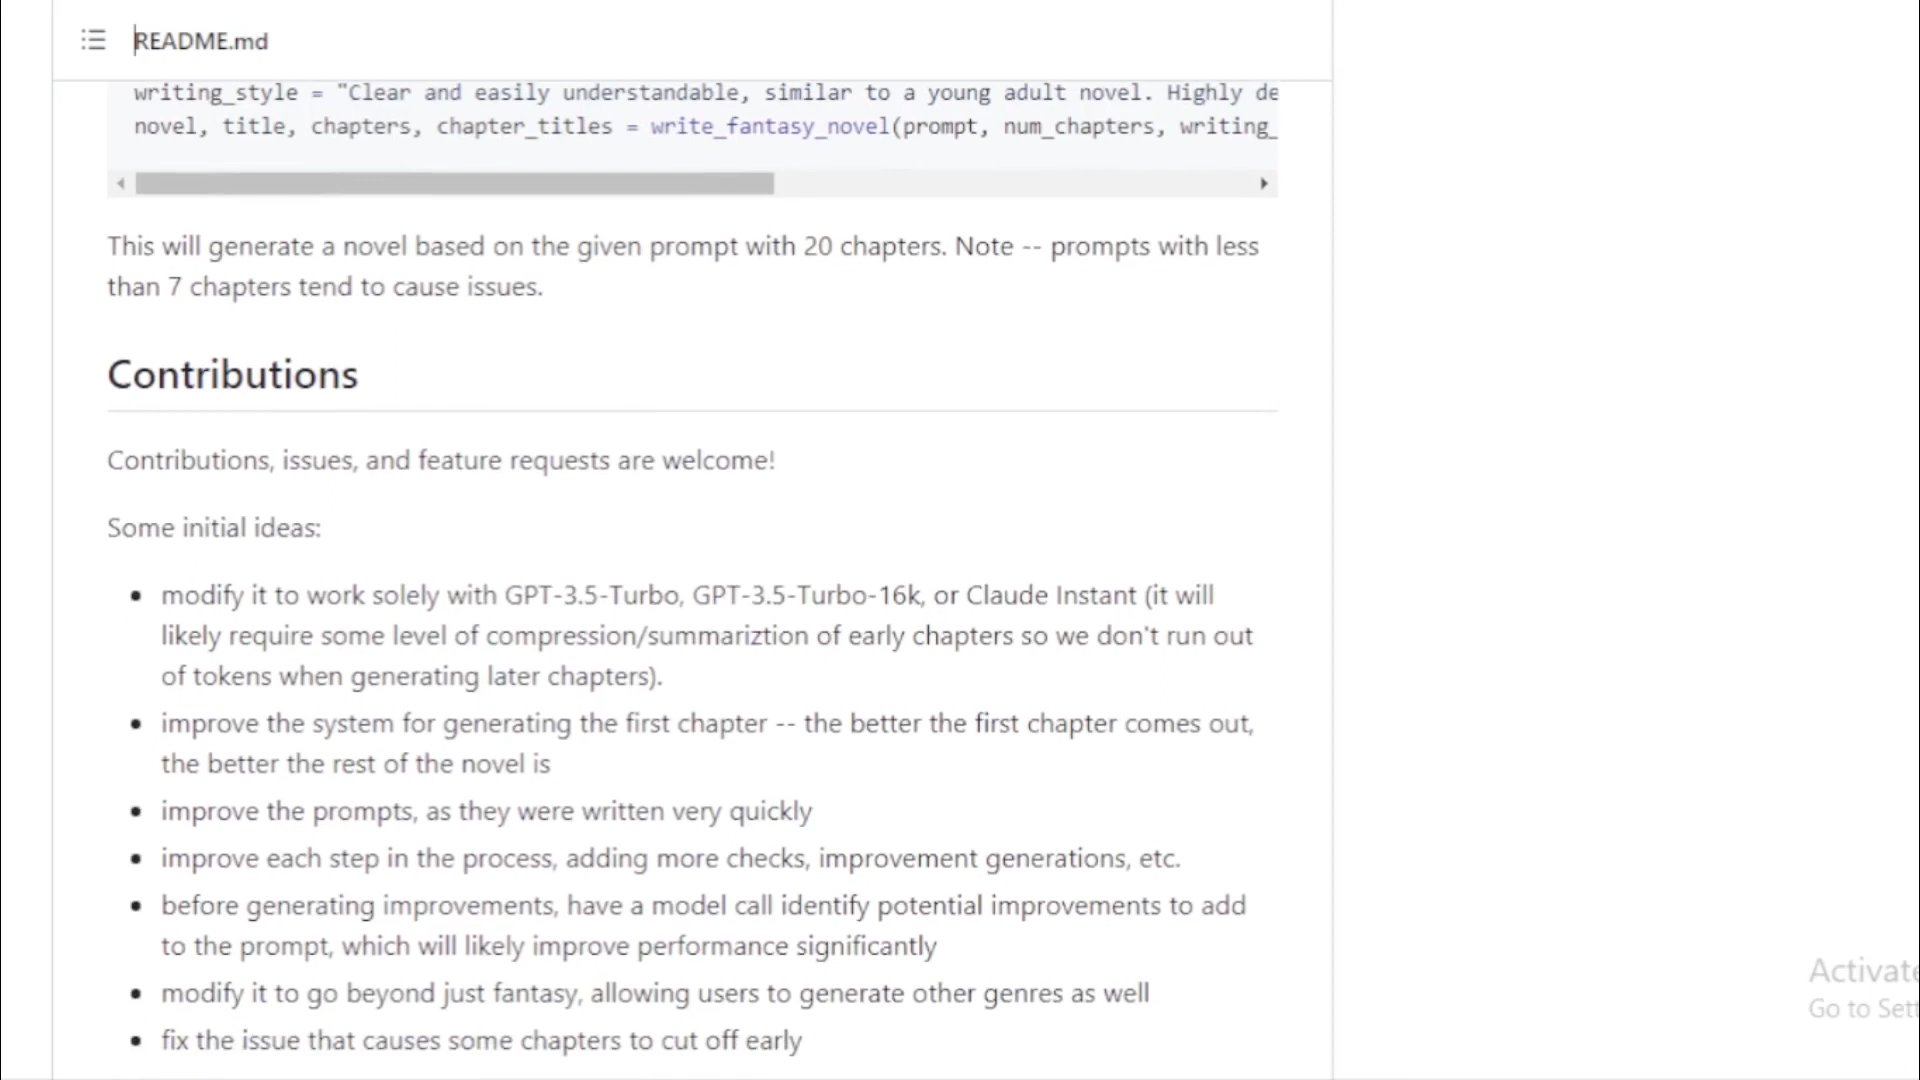 README.md
writing_style = "Clear and easily understandable, similar to a young adult novel. Highly de
novel, title, chapters, chapter_titles = write_fantasy_novel(prompt, num_chapters, writing_
This will generate a novel based on the given prompt with 20 chapters. Note -- prompts with less
than 7 chapters tend to cause issues.
Contributions
Contributions, issues, and feature requests are welcome!
Some initial ideas:
modify it to work solely with GPT-3.5-Turbo, GPT-3.5-Turbo-16k, or Claude Instant (it will
likely require some level of compression/summariztion of early chapters so we don't run out
of tokens when generating later chapters).
improve the system for generating the first chapter -- the better the first chapter comes out,
the better the rest of the novel is
improve the prompts, as they were written very quickly
improve each step in the process, adding more checks, improvement generations, etc.
before generating improvements, have a model call identify potential improvements to add
to the prompt, which will likely improve performance significantly
modify it to go beyond just fantasy, allowing users to generate other genres as well
fix the issue that causes some chapters to cut off early
Activate
Go to Sett